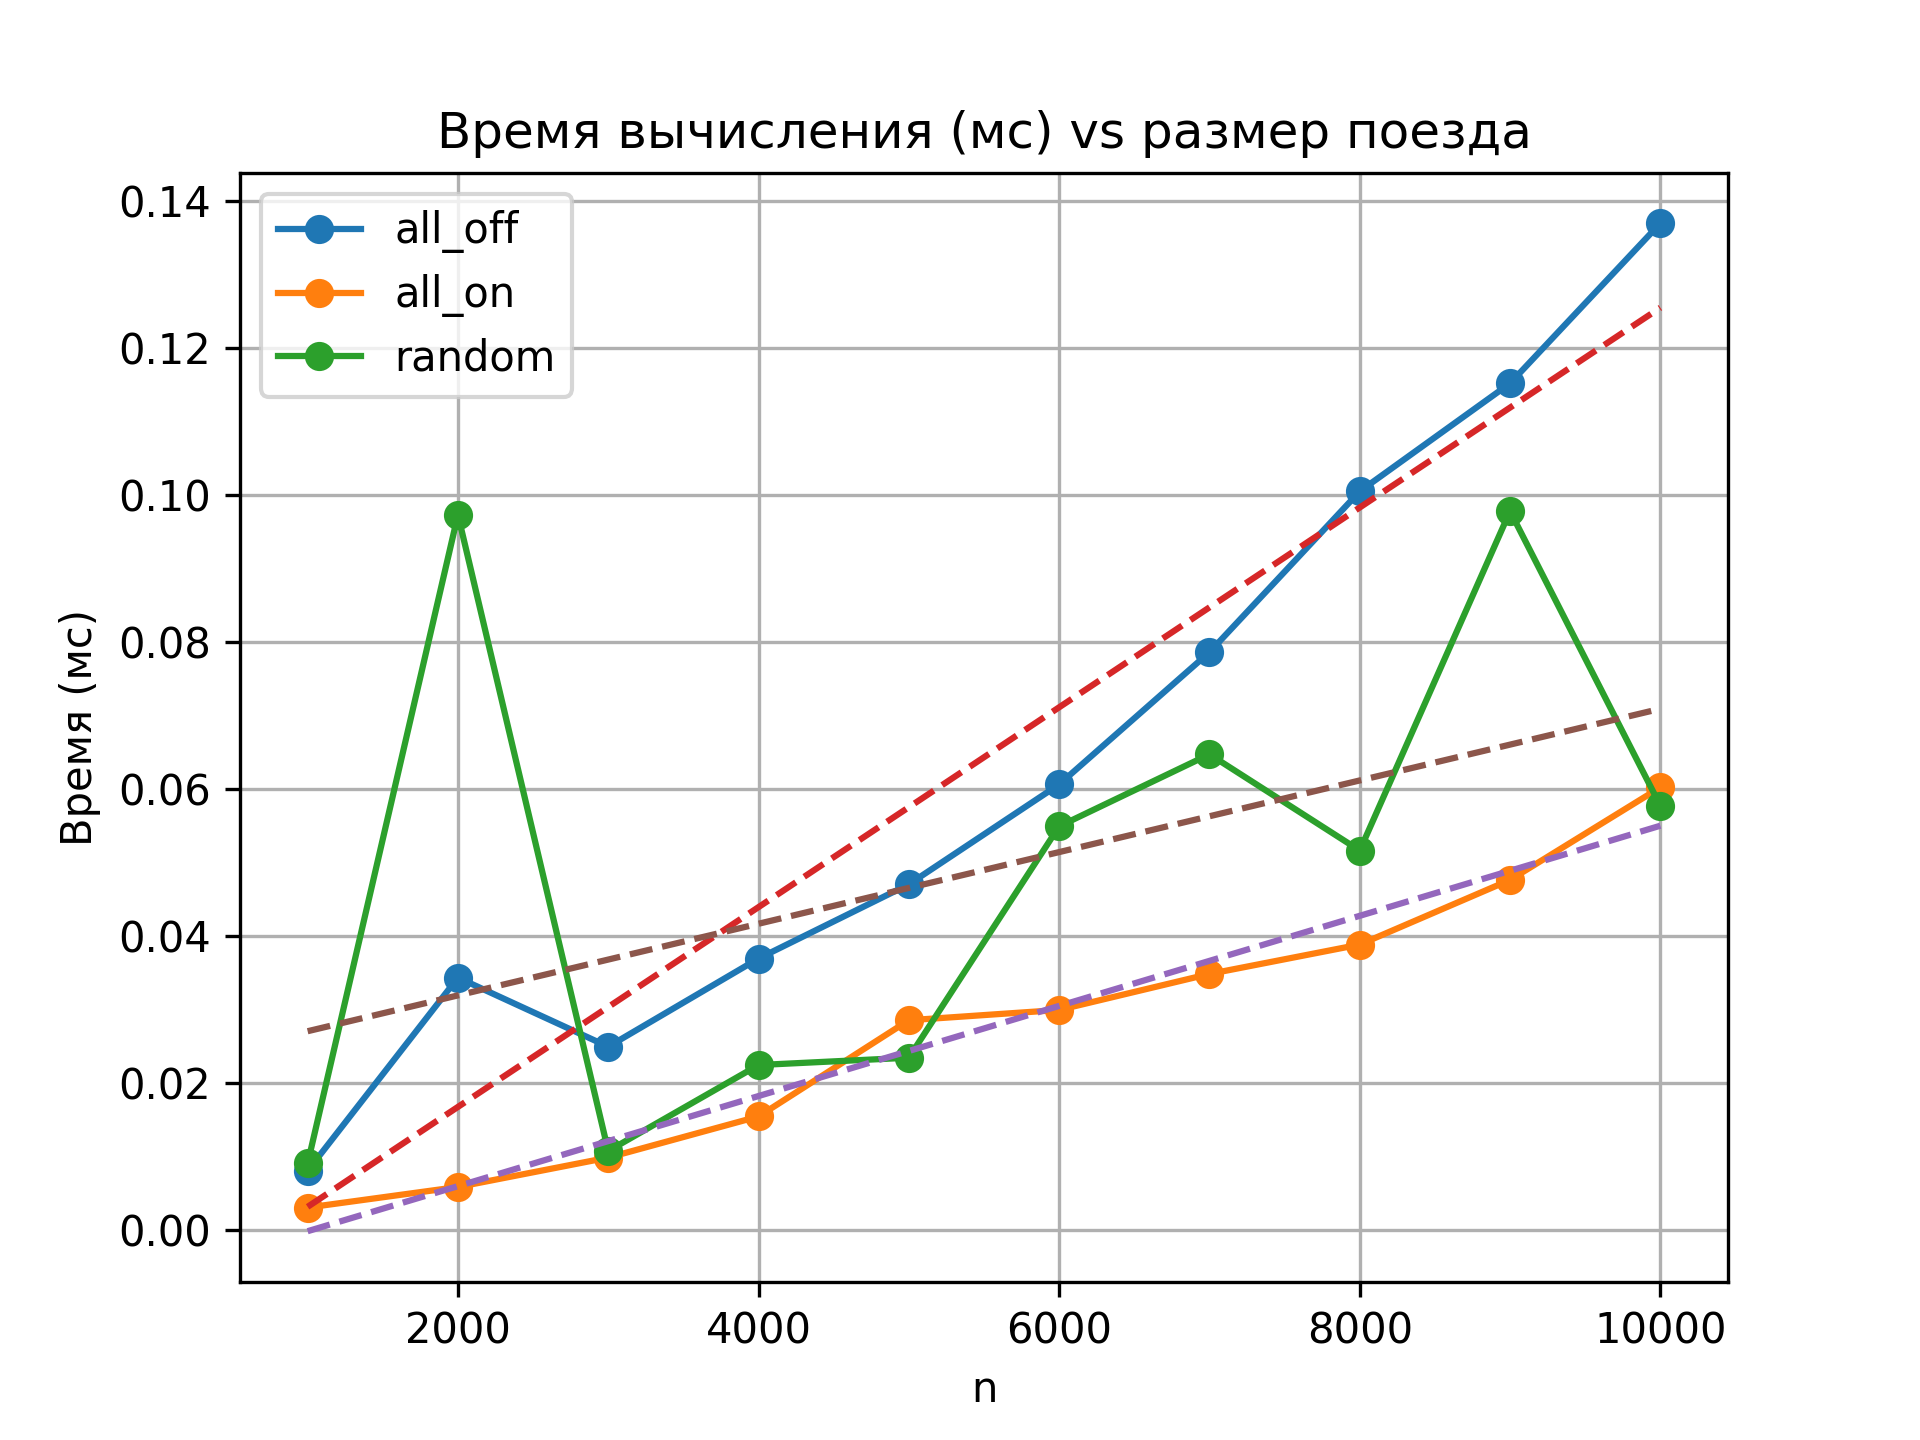 Время вычисления (мс) vs размер поезда
all_off
all_on
random
Время (мс)
0.14
0.12
0.10
0.08
0.06
0.04
0.02
0.00
2000
4000
6000
8000
10000
n